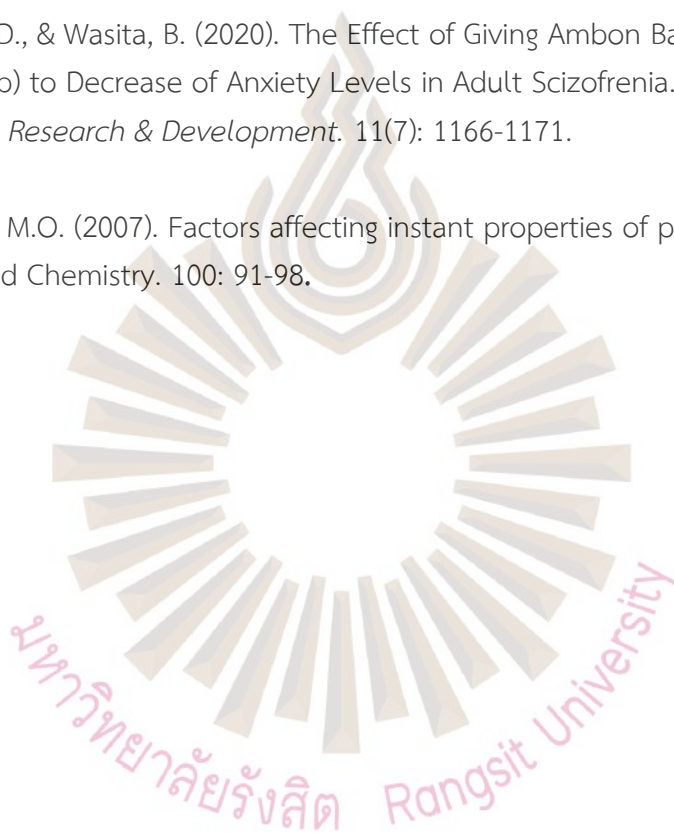 D., & Wasita, B. (2020). The Effect of Giving Ambon Ba
b) to Decrease of Anxiety Levels in Adult Scizofrenia.
Research & Development. 11(7): 1166-1171.
M.O. (2007). Factors affecting instant properties of p
d Chemistry. 100: 91-98.
มหาวิทยาลัยรังสิต Rangsit University